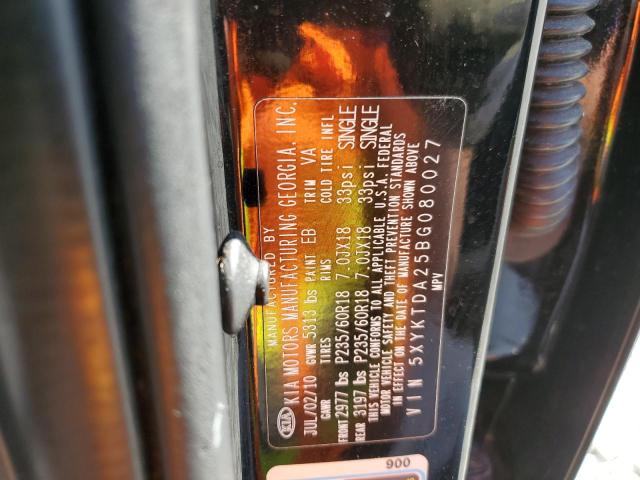 MANUFACTURED BY
KIA KIA MOTORS MANUFACTURING GEORGIA, INC.
JUL/02/10 GVWR 5313 lbs PAINT EB TRIM VA
GAWR TIRES RIMS COLD TIRE INFL
FRONT 2977 lbs P235/60R18 7.0JX18 33psi SINGLE
REAR 3197 lbs P235/60R18 7.0JX18 33psi SINGLE
THIS VEHICLE CONFORMS TO ALL APPLICABLE U.S.A. FEDERAL
MOTOR VEHICLE SAFETY AND THEFT PREVENTION STANDARDS
IN EFFECT ON THE DATE OF MANUFACTURE SHOWN ABOVE
VIN 5XYKTDA25BG080027
MPV
900